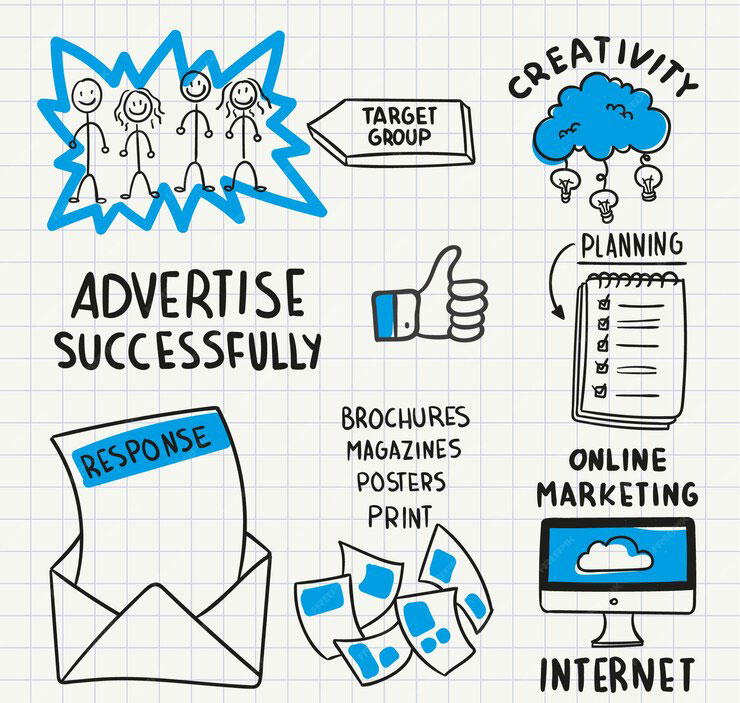 TARGET
GROUP
CREATIVITY
ADVERTISE
SUCCESSFULLY
PLANNING
RESPONSE
BROCHURES
MAGAZINES
POSTERS
PRINT
ONLINE
MARKETING
INTERNET